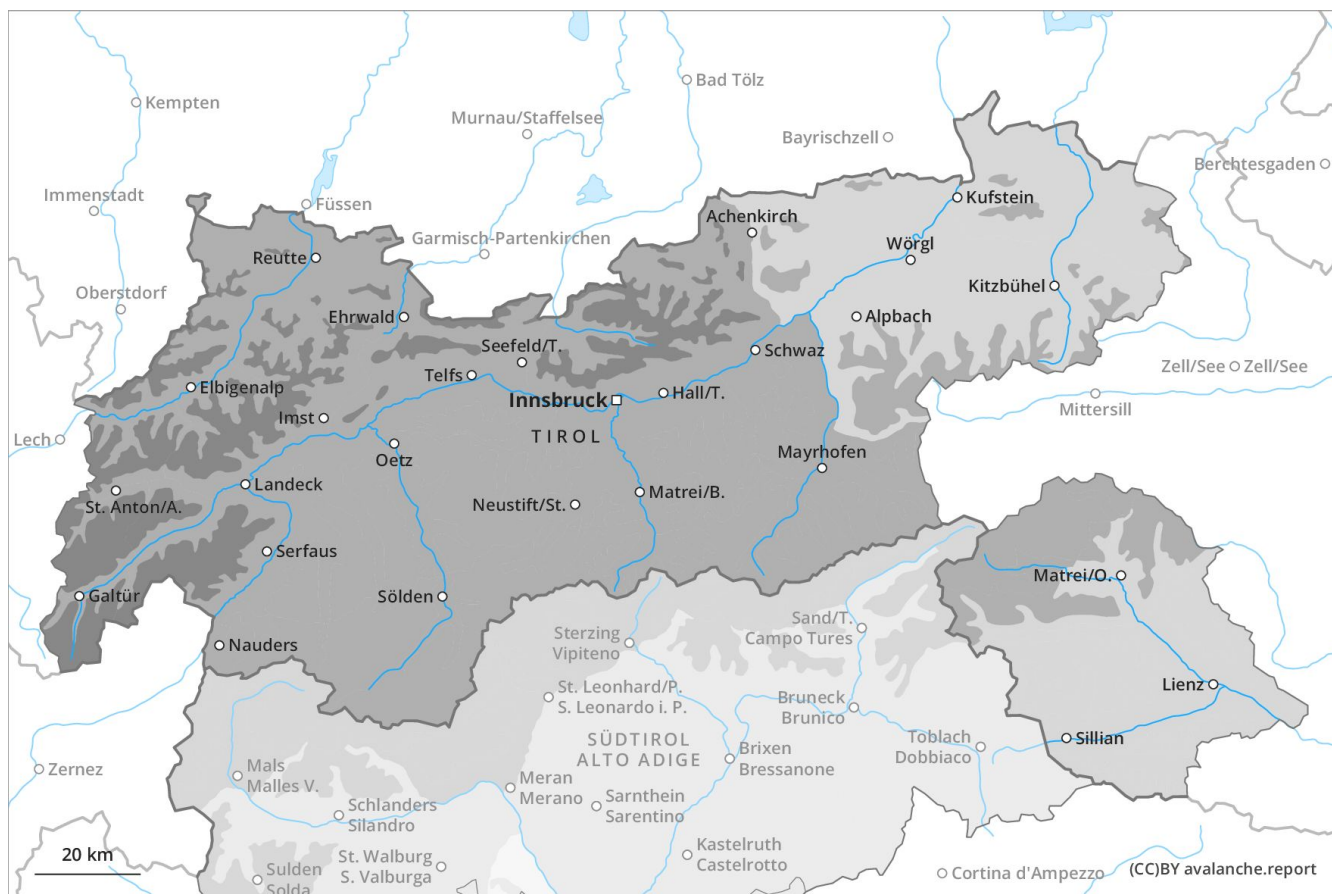 Kempten
Bad Tölz
Murnau/Staffelsee
Bayrischzell
Berchtesgaden
Immenstadt
Füssen
Kufstein
Achenkirch
Garmisch-Partenkirchen
Wörgl
Reutte
Oberstdorf
Kitzbühel
Ehrwald
Alpbach
Seefeld/T.
Schwaz
Zell/See
Zell/See
Telfs
Elbigenalp
Innsbruck
Hall/T.
Mittersill
Imst
TIROL
Lech
Oetz
Mayrhofen
Landeck
St. Anton/A.
Neustift/St.
Matrei/B.
Serfaus
Matrei/O.
Galtür
Sölden
Sterzing
Vipiteno
Sand/T.
Campo Tures
Nauders
Lienz
St. Leonhard/P.
S. Leonardo i. P.
Bruneck
Brunico
SÜDTIROL
ALTO ADIGE
Toblach
Dobbiaco
Sillian
Brixen
Bressanone
Zernez
Mals
Malles V.
Meran
Merano
Sarnthein
Sarentino
Schlanders
Silandro
Kastelruth
Castelrotto
20 km
St. Walburg
S. Valburga
Sulden
Solda
Cortina d'Ampezzo
(CC)BY avalanche.report